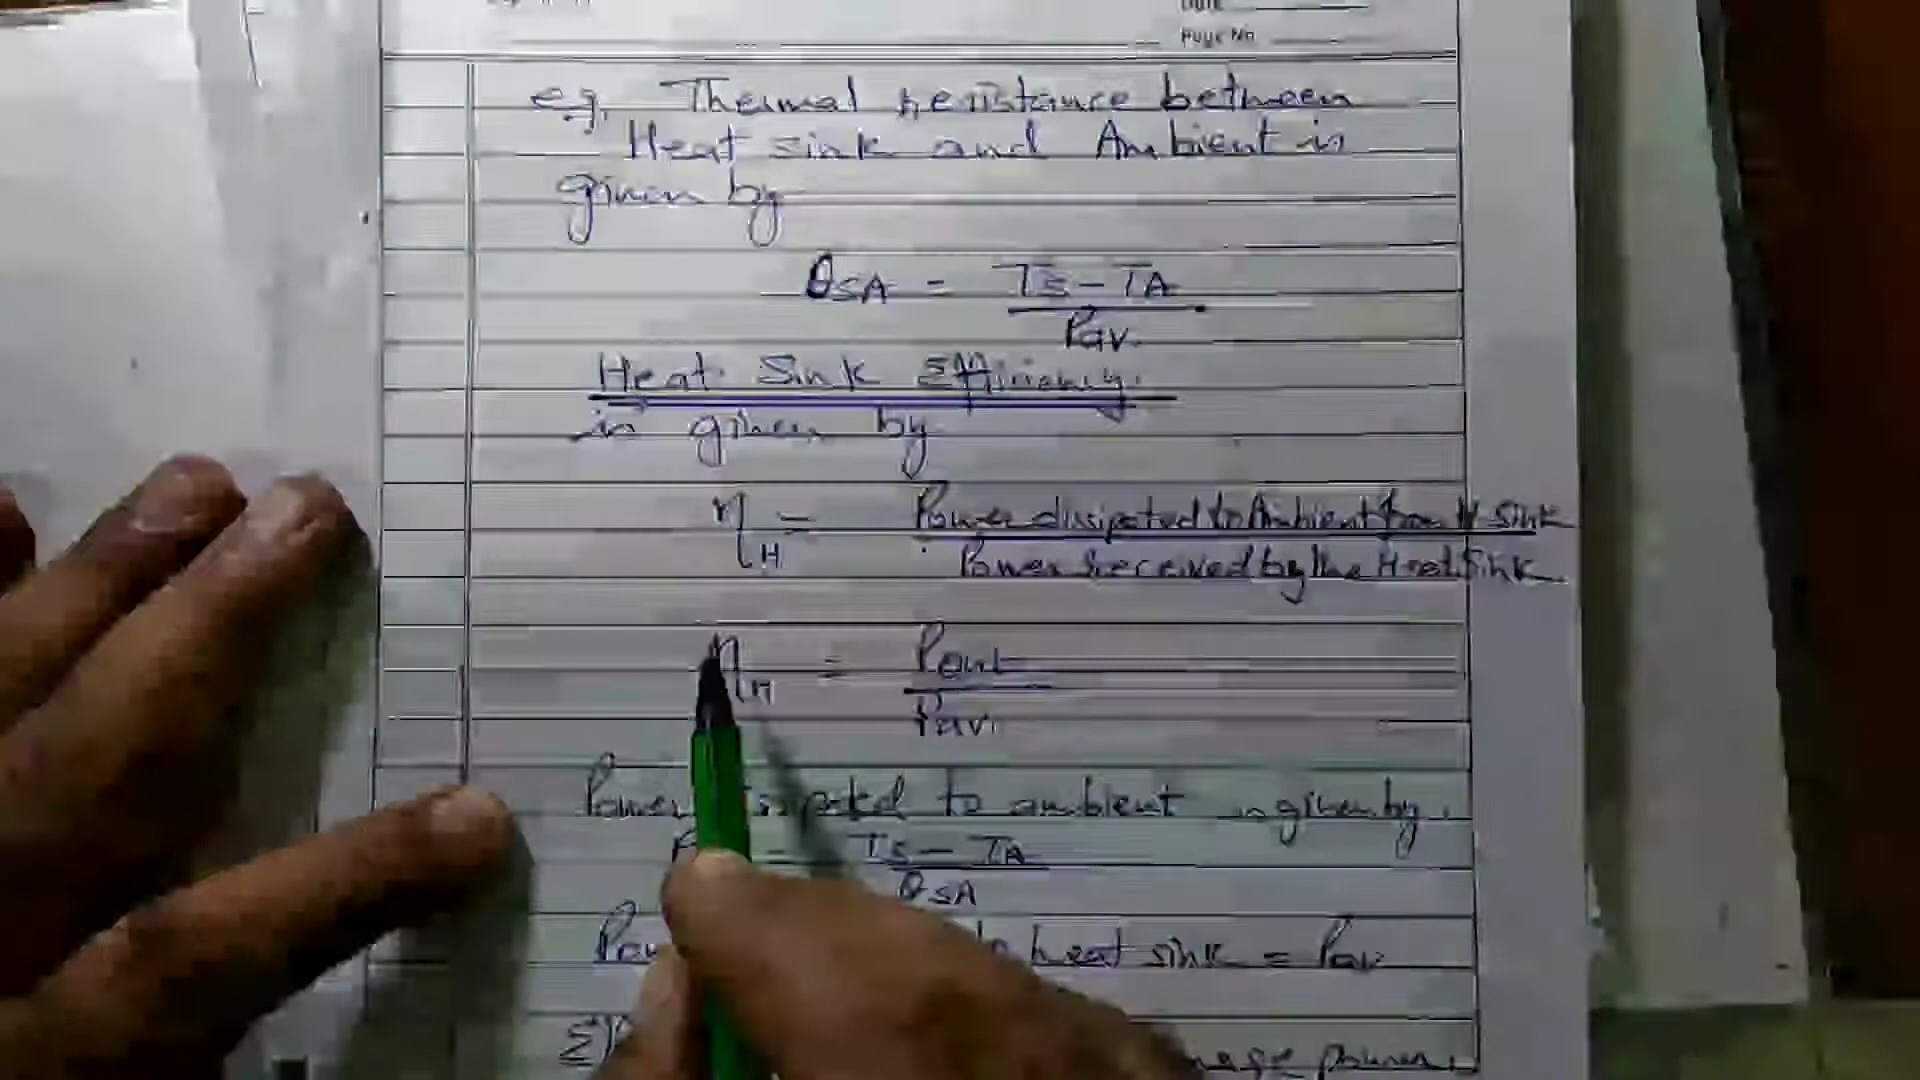 Date
Page No.
e.g. Thermal resistance between
Heat sink and Ambient is
given by
θSA = TS - TA
Pav.
Heat Sink Efficiency.
is given by
ηH = Power dissipated to Ambient from H. Sink
Power received by the Heat Sink
ηH = Pout
Pav.
Power to ambient is given by.
= TS - TA
θSA
to heat sink = Pav
power.